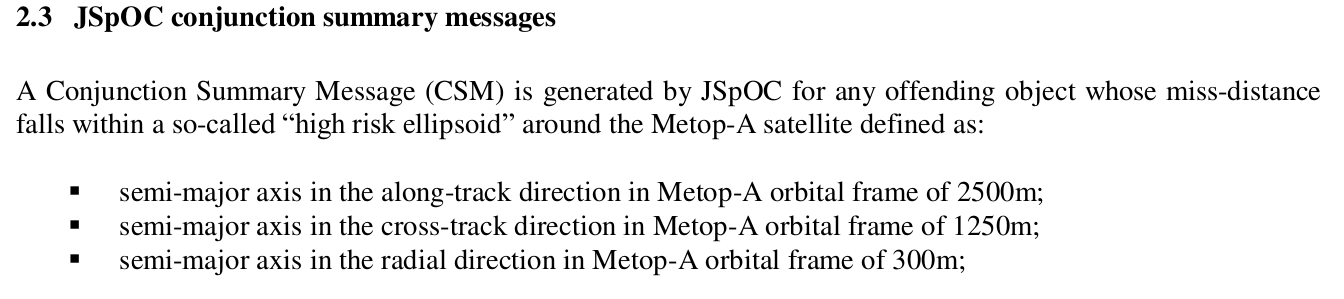 2.3 JSpOC conjunction summary messages
A Conjunction Summary Message (CSM) is generated by JSpOC for any offending object whose miss-distance
falls within a so-called “high risk ellipsoid” around the Metop-A satellite defined as:
▪ semi-major axis in the along-track direction in Metop-A orbital frame of 2500m;
▪ semi-major axis in the cross-track direction in Metop-A orbital frame of 1250m;
▪ semi-major axis in the radial direction in Metop-A orbital frame of 300m;